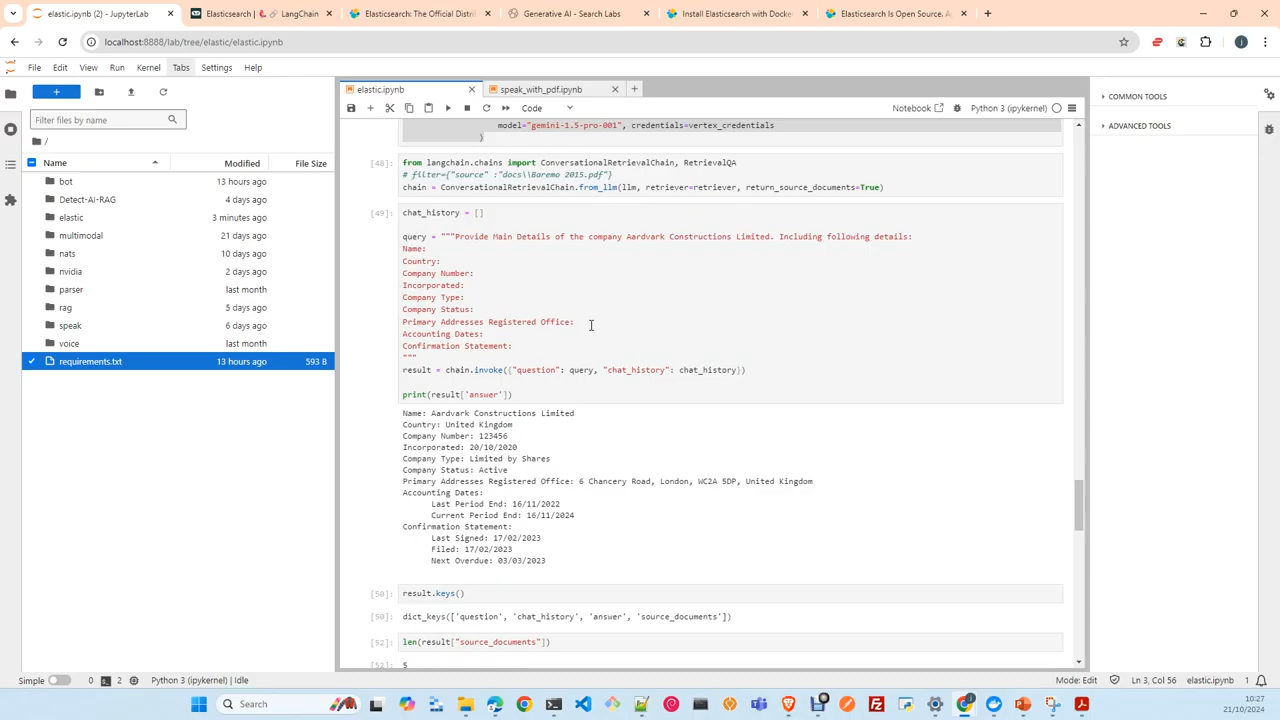 elastic.ipynb (2) - JupyterLab
Elasticsearch | LangChain
Elasticsearch: The Official Distri
Generative AI - Search Labs
Install Elasticsearch with Docke
Elasticsearch Is Open Source. A
localhost:8888/lab/tree/elastic/elastic.ipynb
File Edit View Run Kernel Tabs Settings Help
elastic.ipynb
speak_with_pdf.ipynb
COMMON TOOLS
ADVANCED TOOLS
Code
Notebook
Python 3 (ipykernel)
Filter files by name
/
Name Modified File Size
bot 13 hours ago
Detect-AI-RAG 4 days ago
elastic 3 minutes ago
multimodal 21 days ago
nats 10 days ago
nvidia 2 days ago
parser last month
rag 5 days ago
speak 6 days ago
voice last month
requirements.txt 13 hours ago 593 B
model="gemini-1.5-pro-001", credentials=vertex_credentials
}
[48] from langchain.chains import ConversationalRetrievalChain, RetrievalQA
# filter={"source" :"docs\\Baremo 2015.pdf"}
chain = ConversationalRetrievalChain.from_llm(llm, retriever=retriever, return_source_documents=True)
[49] chat_history = []
query = """Provide Main Details of the company Aardvark Constructions Limited. Including following details:
Name:
Country:
Company Number:
Incorporated:
Company Type:
Company Status:
Primary Addresses Registered Office:
Accounting Dates:
Confirmation Statement:
"""
result = chain.invoke({"question": query, "chat_history": chat_history})
print(result['answer'])
Name: Aardvark Constructions Limited
Country: United Kingdom
Company Number: 123456
Incorporated: 20/10/2020
Company Type: Limited by Shares
Company Status: Active
Primary Addresses Registered Office: 6 Chancery Road, London, WC2A 5DP, United Kingdom
Accounting Dates:
Last Period End: 16/11/2022
Current Period End: 16/11/2024
Confirmation Statement:
Last Signed: 17/02/2023
Filed: 17/02/2023
Next Overdue: 03/03/2023
[50] result.keys()
[50] dict_keys(['question', 'chat_history', 'answer', 'source_documents'])
[52] len(result["source_documents"])
[52] 5
Simple 0 2 Python 3 (ipykernel) | Idle
Mode: Edit Ln 3, Col 56 elastic.ipynb 1
Search
10:27
21/10/2024